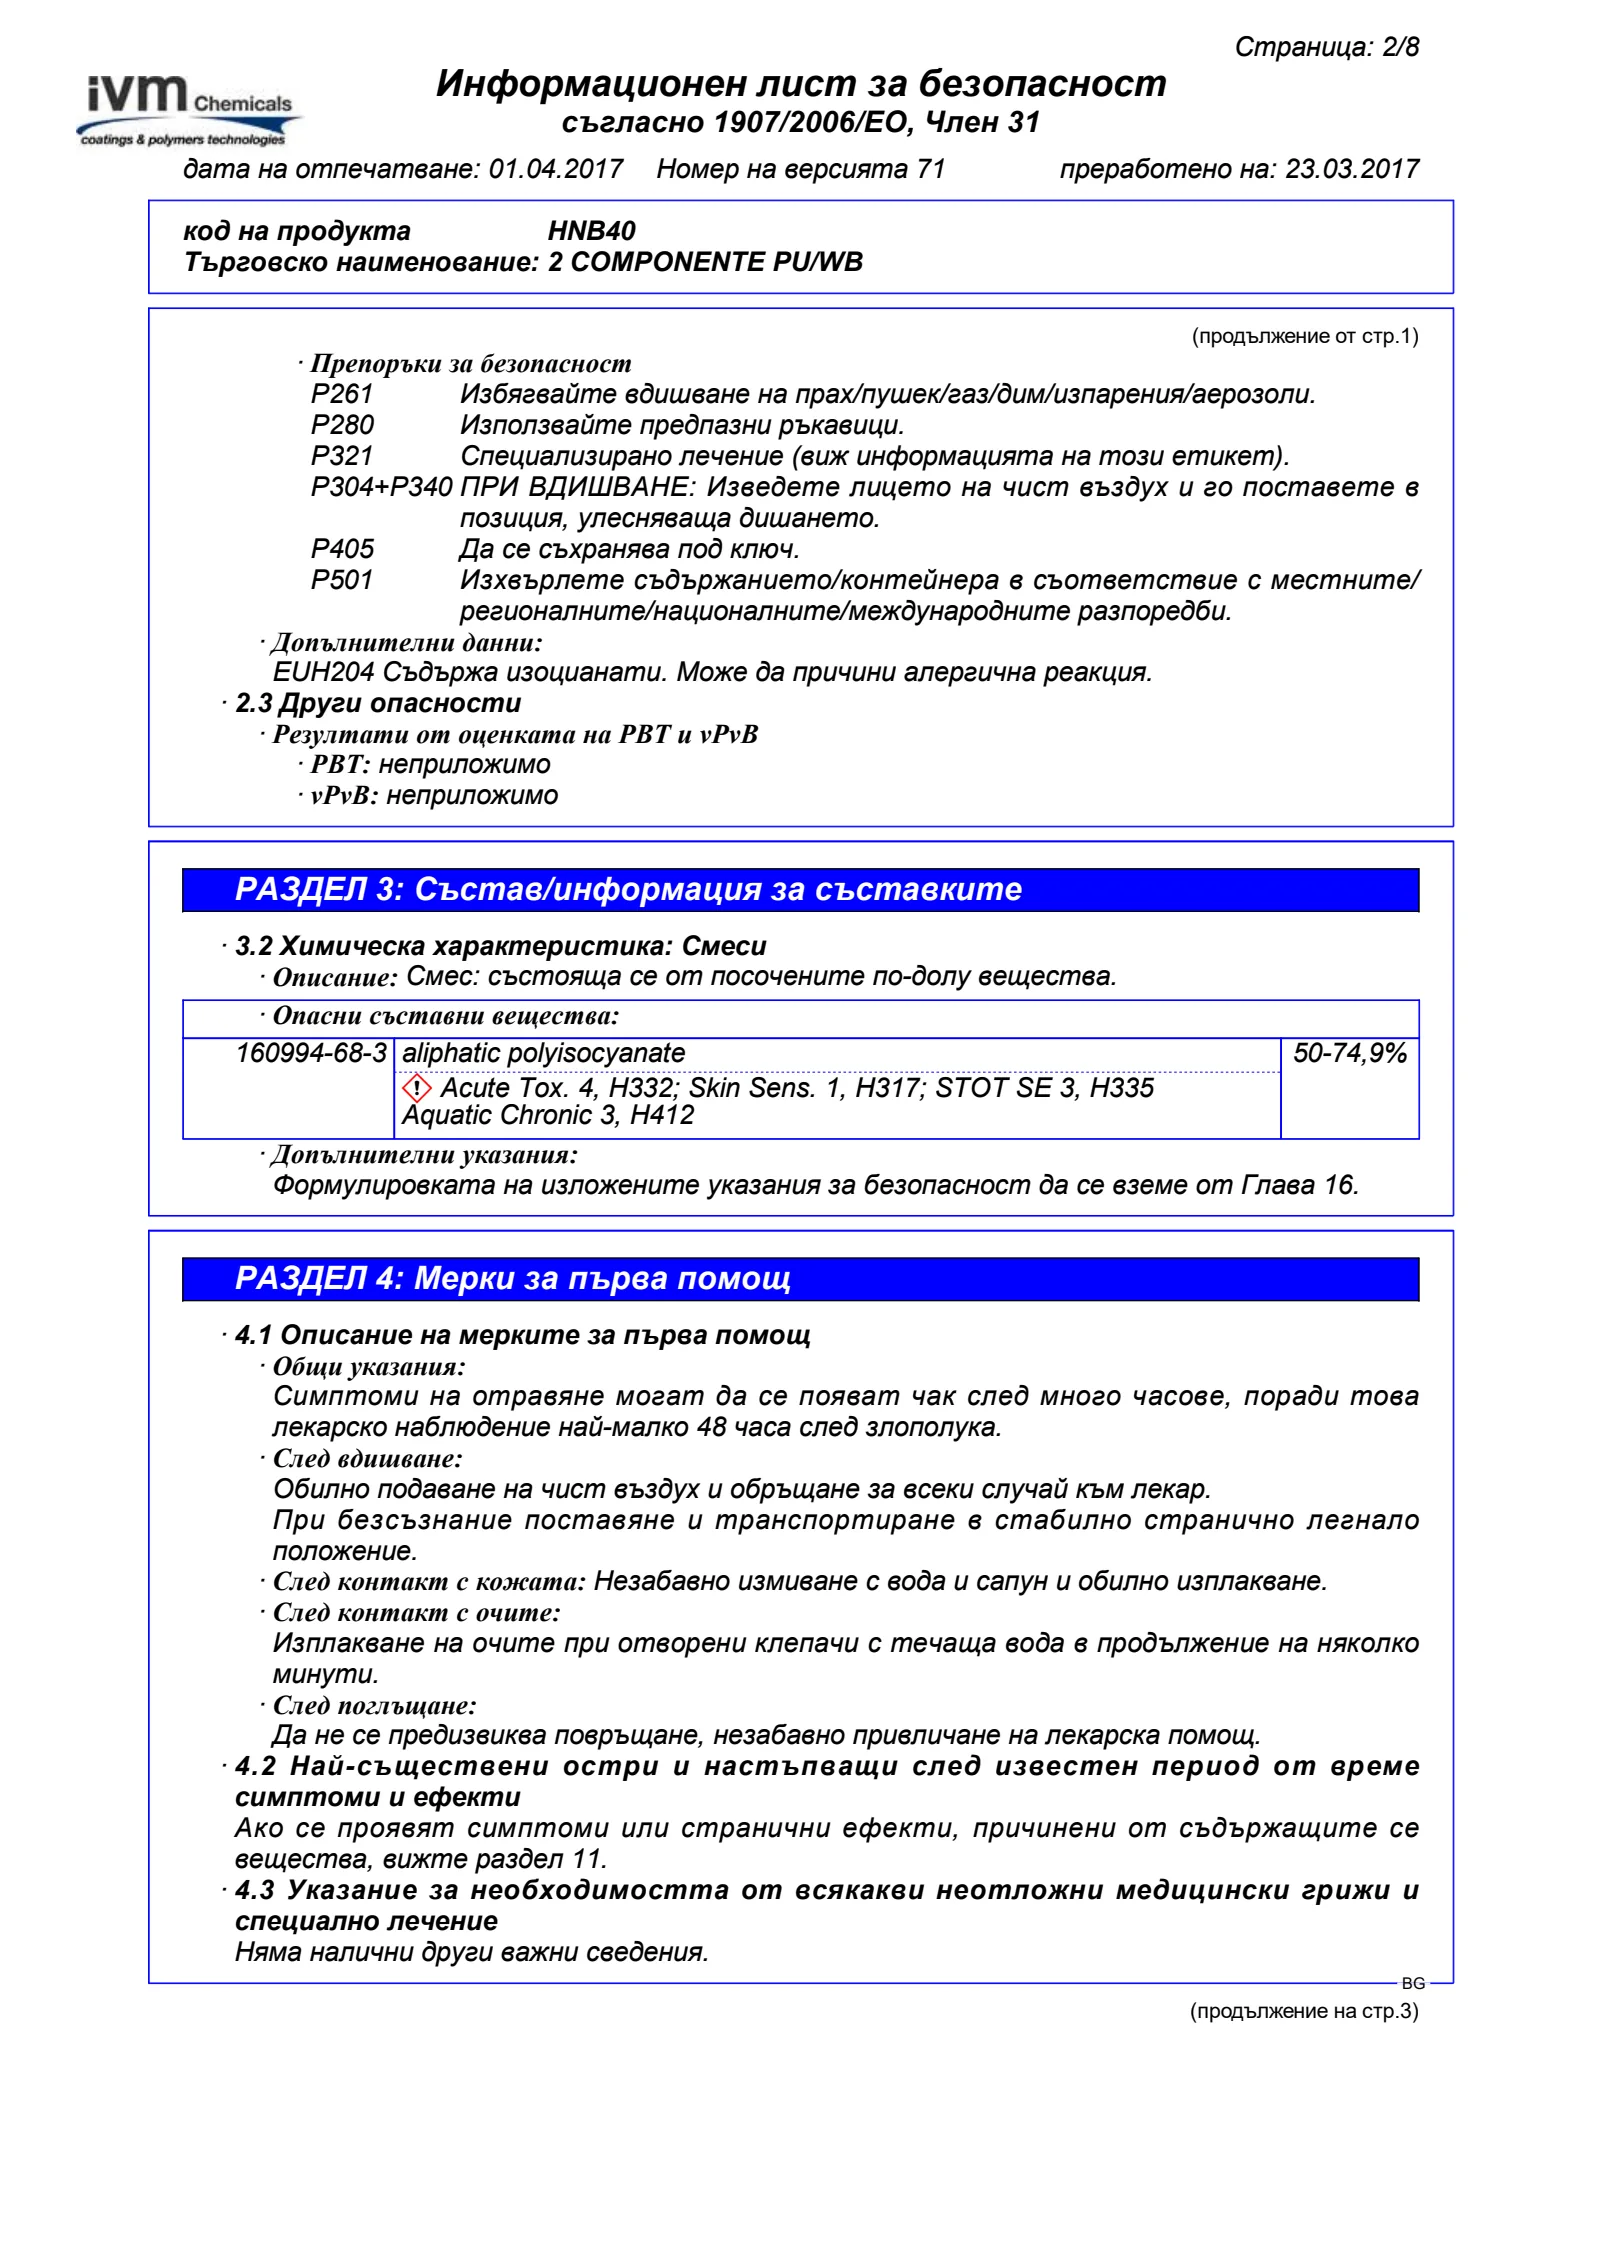 Страница: 2/8
ivm Chemicals
coatings & polymers technologies
Информационен лист за безопасност
съгласно 1907/2006/ЕО, Член 31
дата на отпечатване: 01.04.2017 Номер на версията 71 преработено на: 23.03.2017
код на продукта HNB40
Търговско наименование: 2 COMPONENTE PU/WB
(продължение от стр.1)
· Препоръки за безопасност
P261 Избягвайте вдишване на прах/пушек/газ/дим/изпарения/аерозоли.
P280 Използвайте предпазни ръкавици.
P321 Специализирано лечение (виж информацията на този етикет).
P304+P340 ПРИ ВДИШВАНЕ: Изведете лицето на чист въздух и го поставете в
позиция, улесняваща дишането.
P405 Да се съхранява под ключ.
P501 Изхвърлете съдържанието/контейнера в съответствие с местните/
регионалните/националните/международните разпоредби.
· Допълнителни данни:
EUH204 Съдържа изоцианати. Може да причини алергична реакция.
· 2.3 Други опасности
· Резултати от оценката на PBT и vPvB
· PBT: неприложимо
· vPvB: неприложимо
РАЗДЕЛ 3: Състав/информация за съставките
· 3.2 Химическа характеристика: Смеси
· Описание: Смес: състояща се от посочените по-долу вещества.
· Опасни съставни вещества:
160994-68-3 aliphatic polyisocyanate 50-74,9%
Acute Tox. 4, H332; Skin Sens. 1, H317; STOT SE 3, H335
Aquatic Chronic 3, H412
· Допълнителни указания:
Формулировката на изложените указания за безопасност да се вземе от Глава 16.
РАЗДЕЛ 4: Мерки за първа помощ
· 4.1 Описание на мерките за първа помощ
· Общи указания:
Симптоми на отравяне могат да се появат чак след много часове, поради това
лекарско наблюдение най-малко 48 часа след злополука.
· След вдишване:
Обилно подаване на чист въздух и обръщане за всеки случай към лекар.
При безсъзнание поставяне и транспортиране в стабилно странично легнало
положение.
· След контакт с кожата: Незабавно измиване с вода и сапун и обилно изплакване.
· След контакт с очите:
Изплакване на очите при отворени клепачи с течаща вода в продължение на няколко
минути.
· След поглъщане:
Да не се предизвиква повръщане, незабавно привличане на лекарска помощ.
· 4.2 Най-съществени остри и настъпващи след известен период от време
симптоми и ефекти
Ако се проявят симптоми или странични ефекти, причинени от съдържащите се
вещества, вижте раздел 11.
· 4.3 Указание за необходимостта от всякакви неотложни медицински грижи и
специално лечение
Няма налични други важни сведения.
BG
(продължение на стр.3)